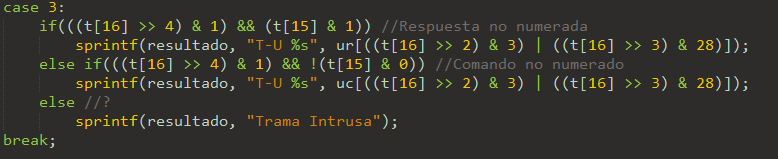 case 3:
    if(((t[16] >> 4) & 1) && (t[15] & 1)) //Respuesta no numerada
        sprintf(resultado, "T-U %s", ur[((t[16] >> 2) & 3) | ((t[16] >> 3) & 28)]);
    else if(((t[16] >> 4) & 1) && !(t[15] & 0)) //Comando no numerado
        sprintf(resultado, "T-U %s", uc[((t[16] >> 2) & 3) | ((t[16] >> 3) & 28)]);
    else //?
        sprintf(resultado, "Trama Intrusa");
break;